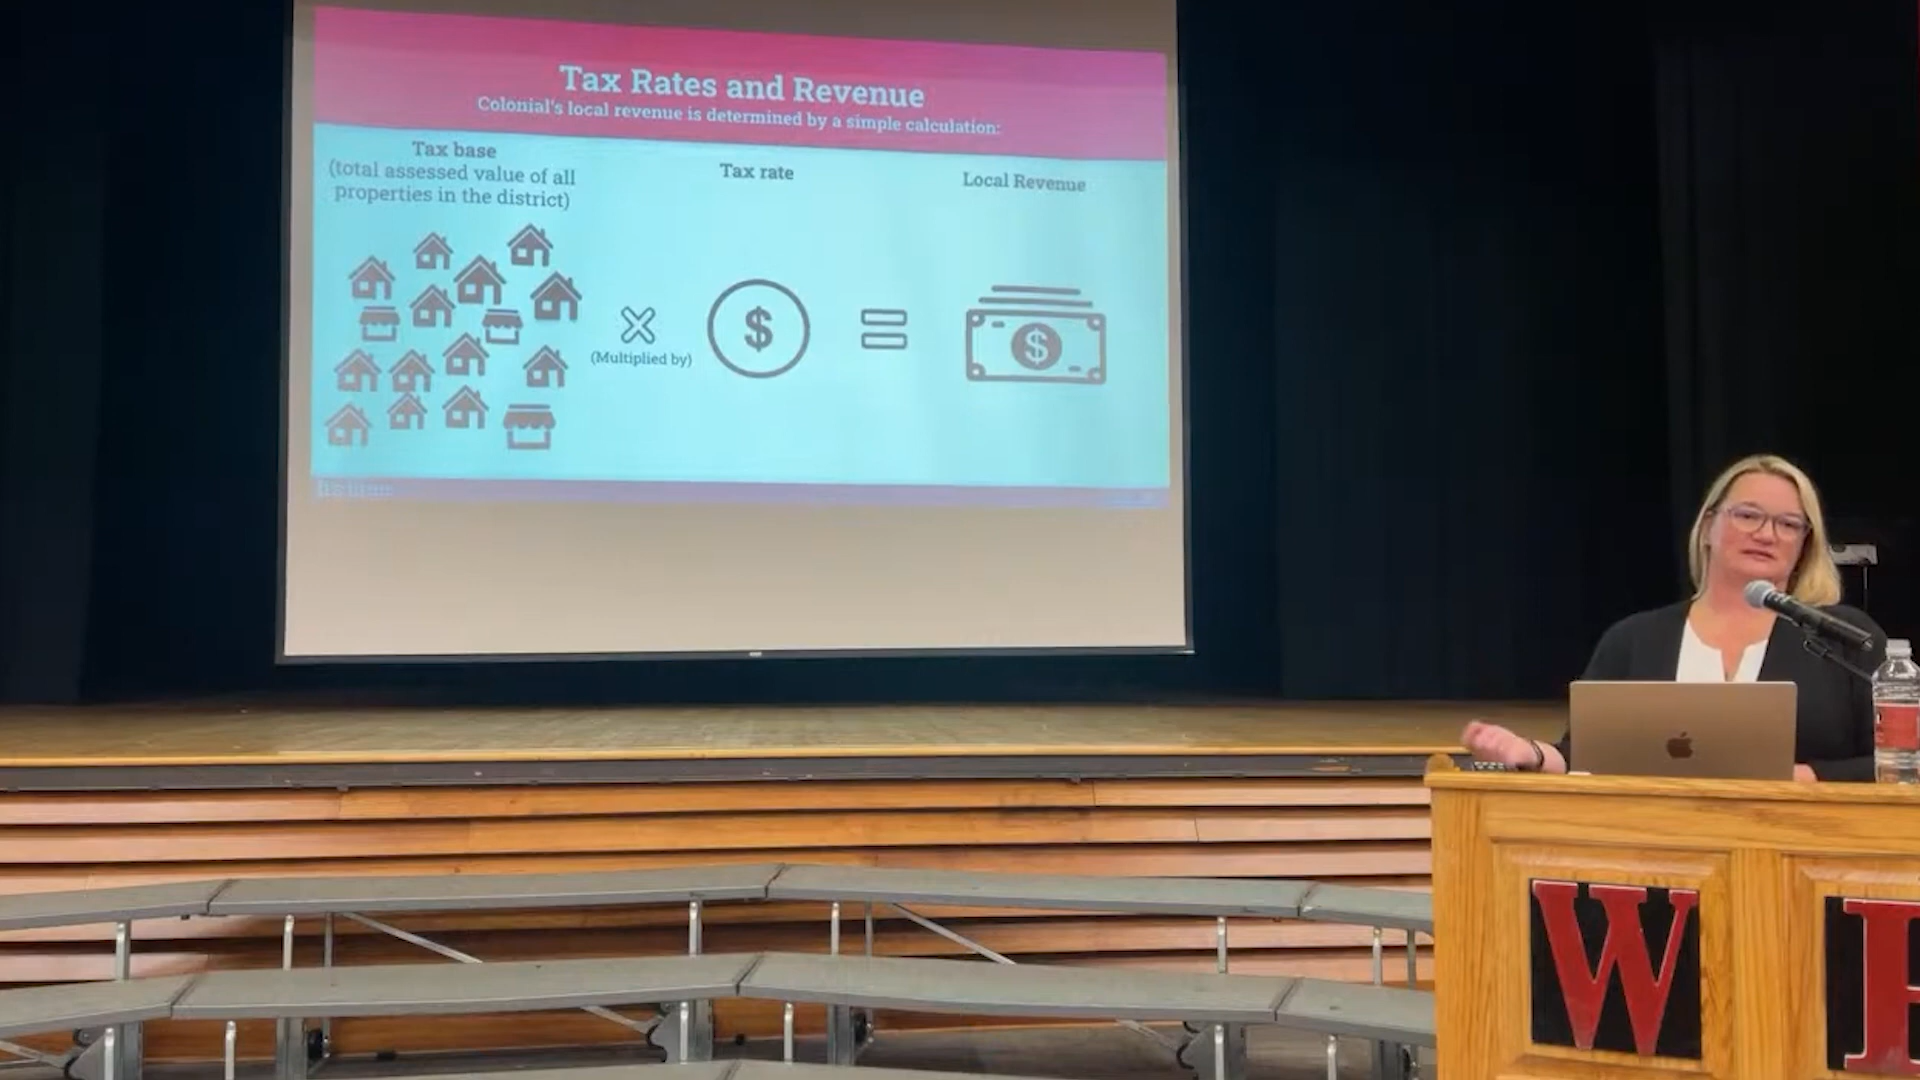 Tax Rates and Revenue
Colonial's local revenue is determined by a simple calculation:
Tax base
(total assessed value of all
properties in the district)
Tax rate
Local Revenue
(Multiplied by)
$
$
W